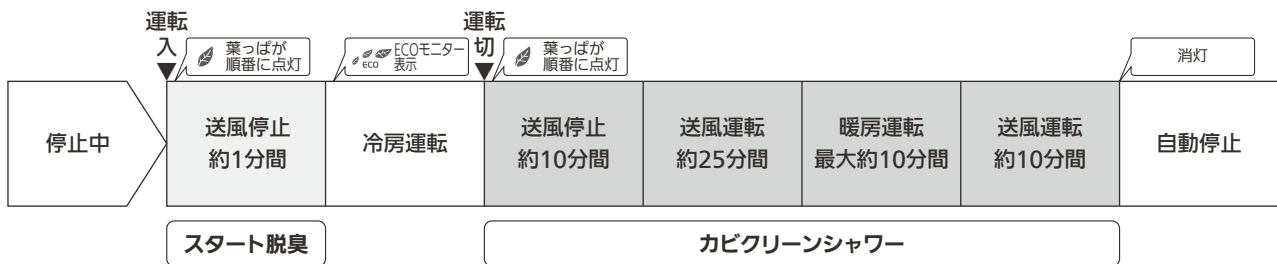 運転
入
葉っぱが
順番に点灯
eco
ECOモニター
表示
運転
切
葉っぱが
順番に点灯
消灯
停止中
送風停止
約1分間
冷房運転
送風停止
約10分間
送風運転
約25分間
暖房運転
最大約10分間
送風運転
約10分間
自動停止
スタート脱臭
カビクリーンシャワー